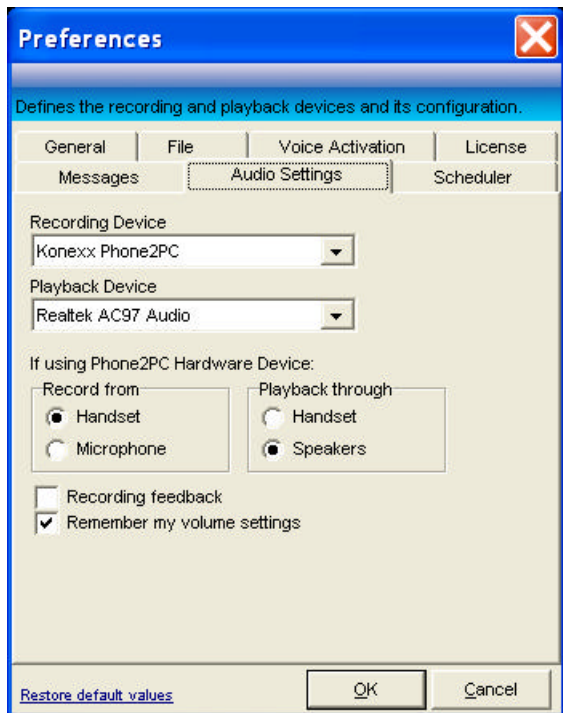 Preferences
Defines the recording and playback devices and its configuration.
General File Voice Activation License
Messages Audio Settings Scheduler
Recording Device
Konexx Phone2PC
Playback Device
Realtek AC97 Audio
If using Phone2PC Hardware Device:
Record from Playback through
Handset Handset
Microphone Speakers
Recording feedback
Remember my volume settings
Restore default values OK Cancel